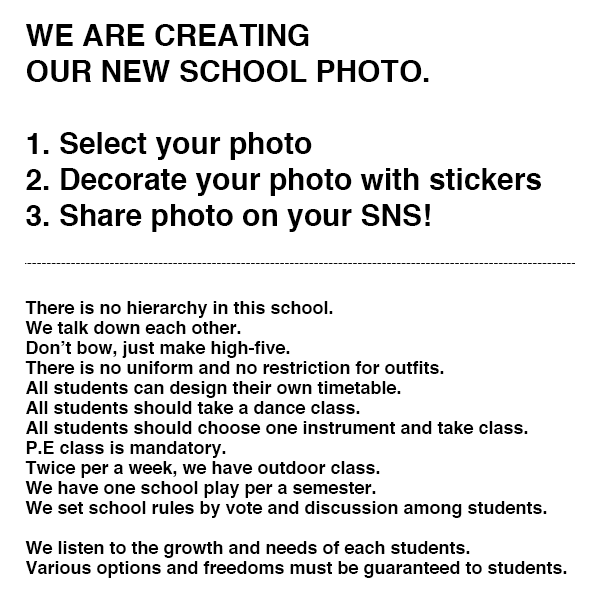 WE ARE CREATING
OUR NEW SCHOOL PHOTO.
1. Select your photo
2. Decorate your photo with stickers
3. Share photo on your SNS!
There is no hierarchy in this school.
We talk down each other.
Don’t bow, just make high-five.
There is no uniform and no restriction for outfits.
All students can design their own timetable.
All students should take a dance class.
All students should choose one instrument and take class.
P.E class is mandatory.
Twice per a week, we have outdoor class.
We have one school play per a semester.
We set school rules by vote and discussion among students.
We listen to the growth and needs of each students.
Various options and freedoms must be guaranteed to students.